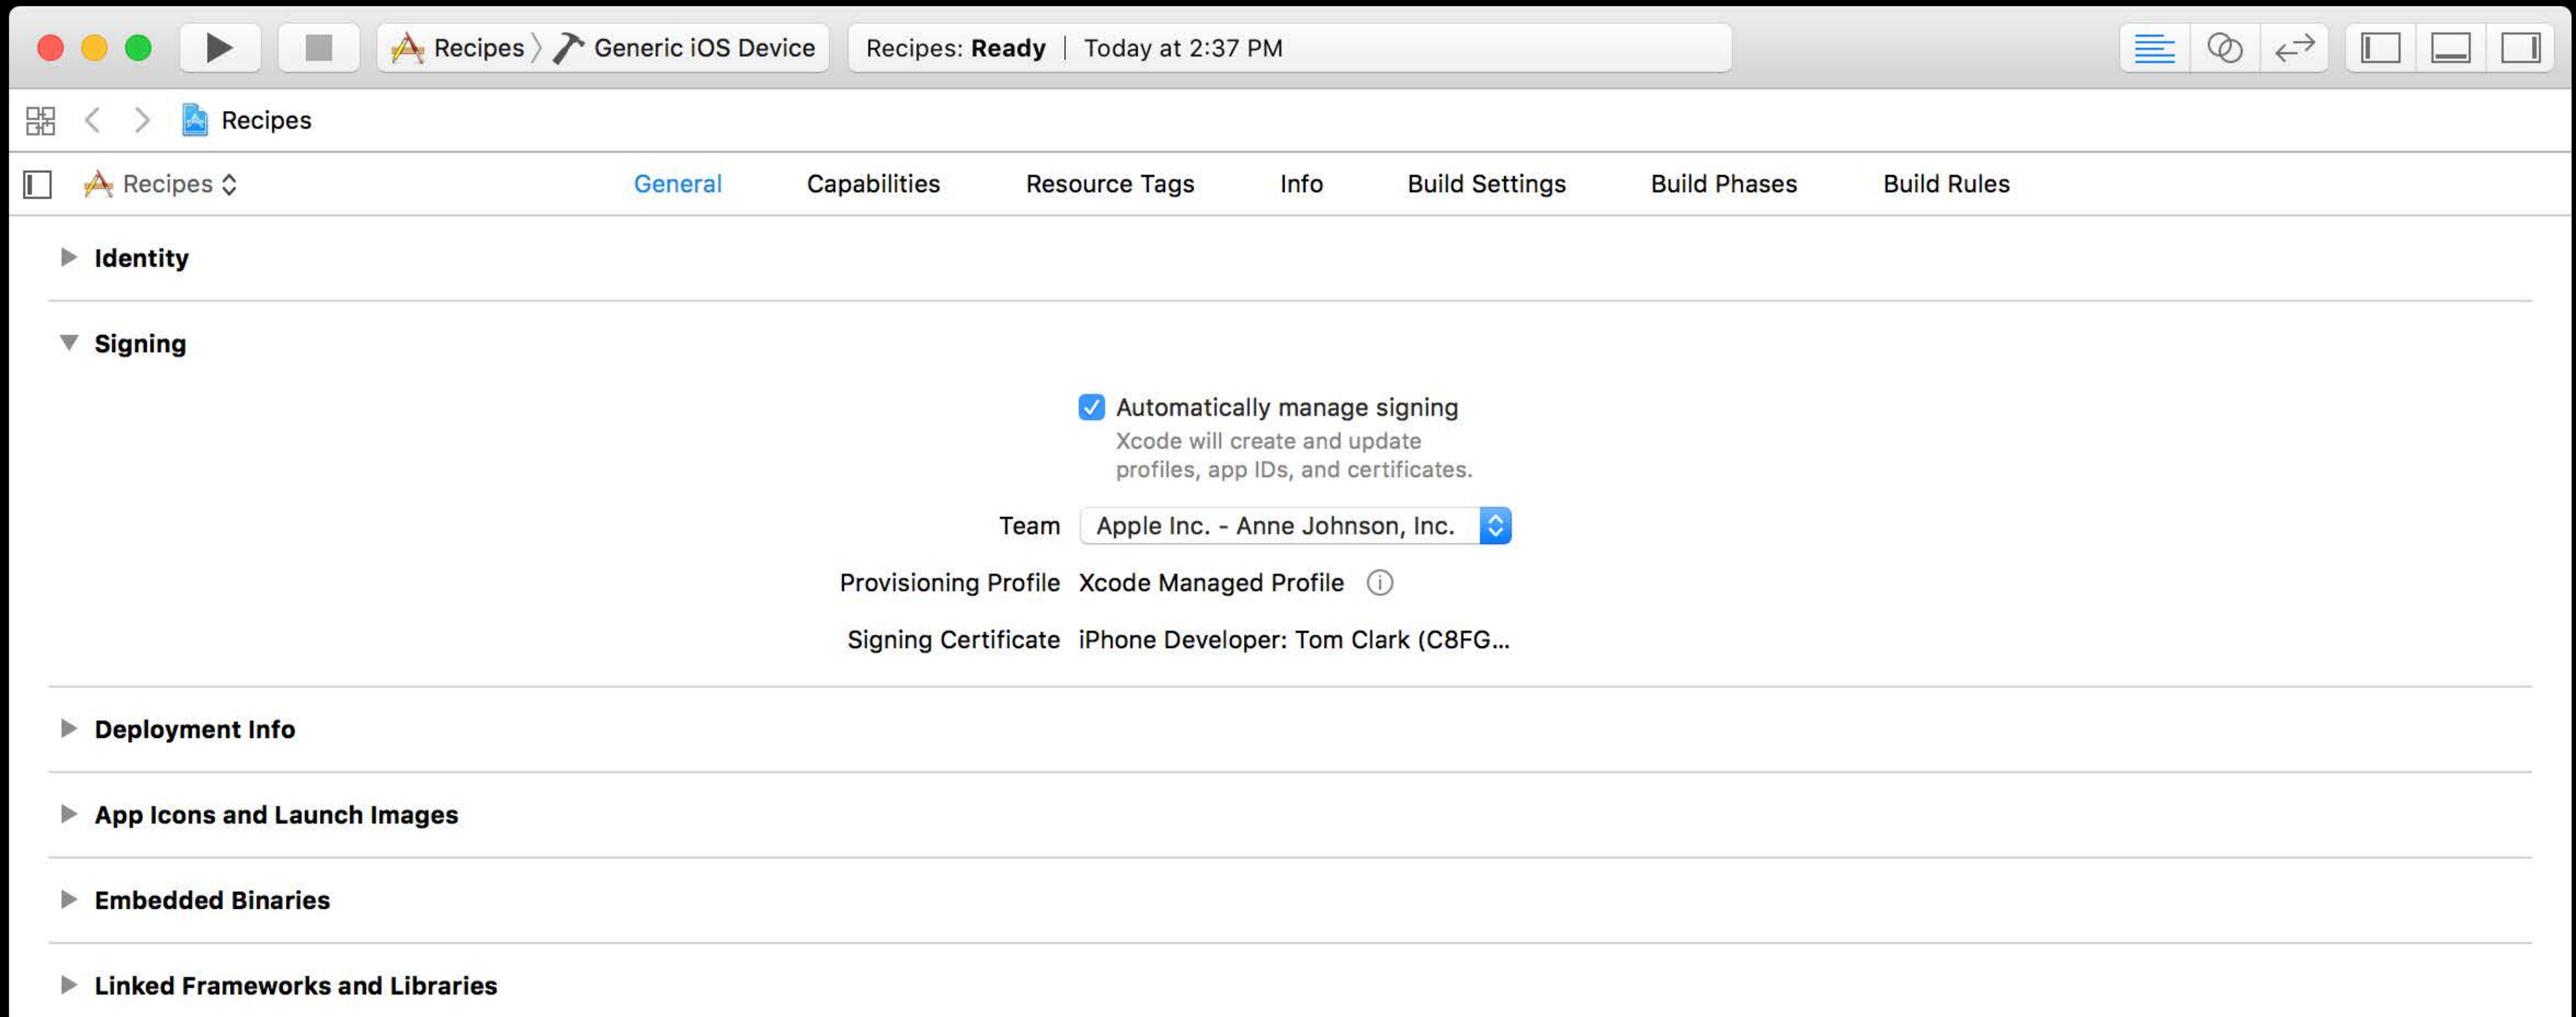 Recipes 〉 Generic iOS Device
Recipes: Ready | Today at 2:37 PM
Recipes
Recipes General Capabilities Resource Tags Info Build Settings Build Phases Build Rules
Identity
Signing
Automatically manage signing
Xcode will create and update
profiles, app IDs, and certificates.
Team Apple Inc. - Anne Johnson, Inc.
Provisioning Profile Xcode Managed Profile
Signing Certificate iPhone Developer: Tom Clark (C8FG...
Deployment Info
App Icons and Launch Images
Embedded Binaries
Linked Frameworks and Libraries